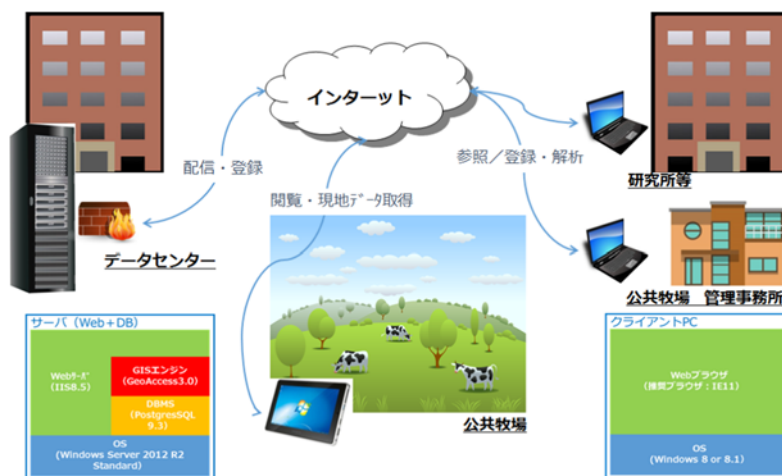 インターット
配信・登録
参照／登録・解析
閲覧・現地ﾃﾞｰﾀ取得
研究所等
データセンター
公共牧場　管理事務所
公共牧場
サーバ（Web＋DB）
Webｻｰﾊﾞ
(IIS8.5)
GISエンジン
(GeoAccess3.0)
DBMS
(PostgresSQL
9.3)
OS
(Windows Server 2012 R2
Standard)
クライアントPC
Webブラウザ
(推奨ブラウザ：IE11)
OS
(Windows 8 or 8.1)